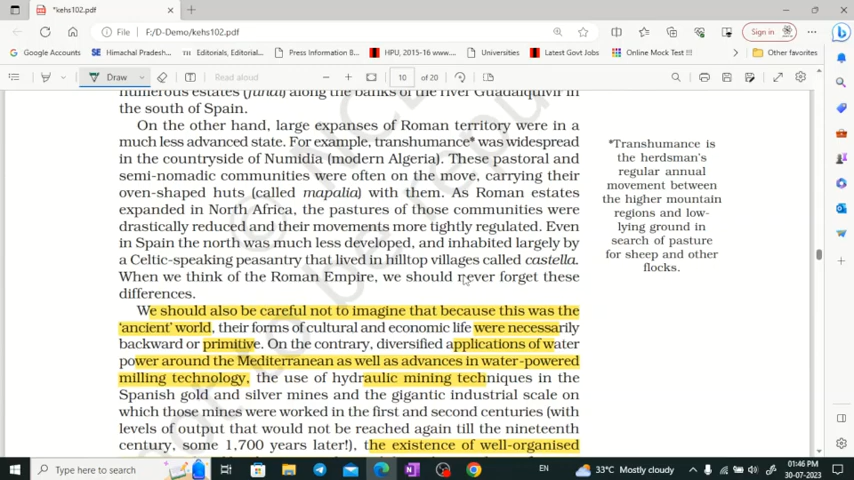 *kehs102.pdf
File
F:/D-Demo/kehs102.pdf
Sign in
Google Accounts
Himachal Pradesh...
Editorials, Editorial...
Press Information B...
HPU, 2015-16 www....
Universities
Latest Govt Jobs
Online Mock Test !!!
Other favorites
Draw
Read aloud
10
of 20
numerous estates (fundi) along the banks of the river Guadalquivir in
the south of Spain.
On the other hand, large expanses of Roman territory were in a
much less advanced state. For example, transhumance* was widespread
in the countryside of Numidia (modern Algeria). These pastoral and
semi-nomadic communities were often on the move, carrying their
oven-shaped huts (called mapalia) with them. As Roman estates
expanded in North Africa, the pastures of those communities were
drastically reduced and their movements more tightly regulated. Even
in Spain the north was much less developed, and inhabited largely by
a Celtic-speaking peasantry that lived in hilltop villages called castella.
When we think of the Roman Empire, we should never forget these
differences.
We should also be careful not to imagine that because this was the
‘ancient’ world, their forms of cultural and economic life were necessarily
backward or primitive. On the contrary, diversified applications of water
power around the Mediterranean as well as advances in water-powered
milling technology, the use of hydraulic mining techniques in the
Spanish gold and silver mines and the gigantic industrial scale on
which those mines were worked in the first and second centuries (with
levels of output that would not be reached again till the nineteenth
century, some 1,700 years later!), the existence of well-organised
*Transhumance is
the herdsman's
regular annual
movement between
the higher mountain
regions and low-
lying ground in
search of pasture
for sheep and other
flocks.
Type here to search
33°C Mostly cloudy
EN
01:46 PM
30-07-2023